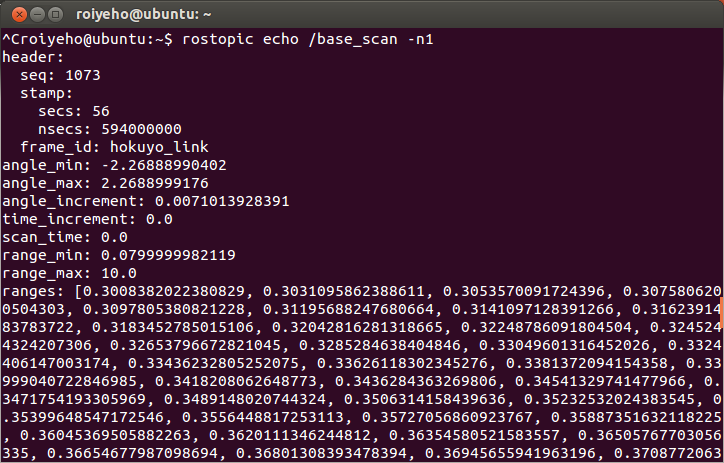 roiyeho@ubuntu: ~
^Croiyeho@ubuntu:~$ rostopic echo /base_scan -n1
header:
  seq: 1073
  stamp:
    secs: 56
    nsecs: 594000000
  frame_id: hokuyo_link
angle_min: -2.26888990402
angle_max: 2.2688999176
angle_increment: 0.0071013928391
time_increment: 0.0
scan_time: 0.0
range_min: 0.0799999982119
range_max: 10.0
ranges: [0.3008382022380829, 0.3031095862388611, 0.3053570091724396, 0.307580620
0504303, 0.3097805380821228, 0.31195688247680664, 0.3141097128391266, 0.31623914
83783722, 0.3183452785015106, 0.32042816281318665, 0.32248786091804504, 0.324524
4324207306, 0.32653796672821045, 0.3285284638404846, 0.33049601316452026, 0.3324
406147003174, 0.33436232805252075, 0.33626118302345276, 0.3381372094154358, 0.33
999040722846985, 0.3418208062648773, 0.3436284363269806, 0.34541329741477966, 0.
3471754193305969, 0.3489148020744324, 0.3506314158439636, 0.35232532024383545, 0
.35399648547172546, 0.3556448817253113, 0.35727056860923767, 0.35887351632118225
, 0.36045369505882263, 0.3620111346244812, 0.36354580521583557, 0.36505767703056
335, 0.36654677987098694, 0.36801308393478394, 0.36945655941963196, 0.3708772063